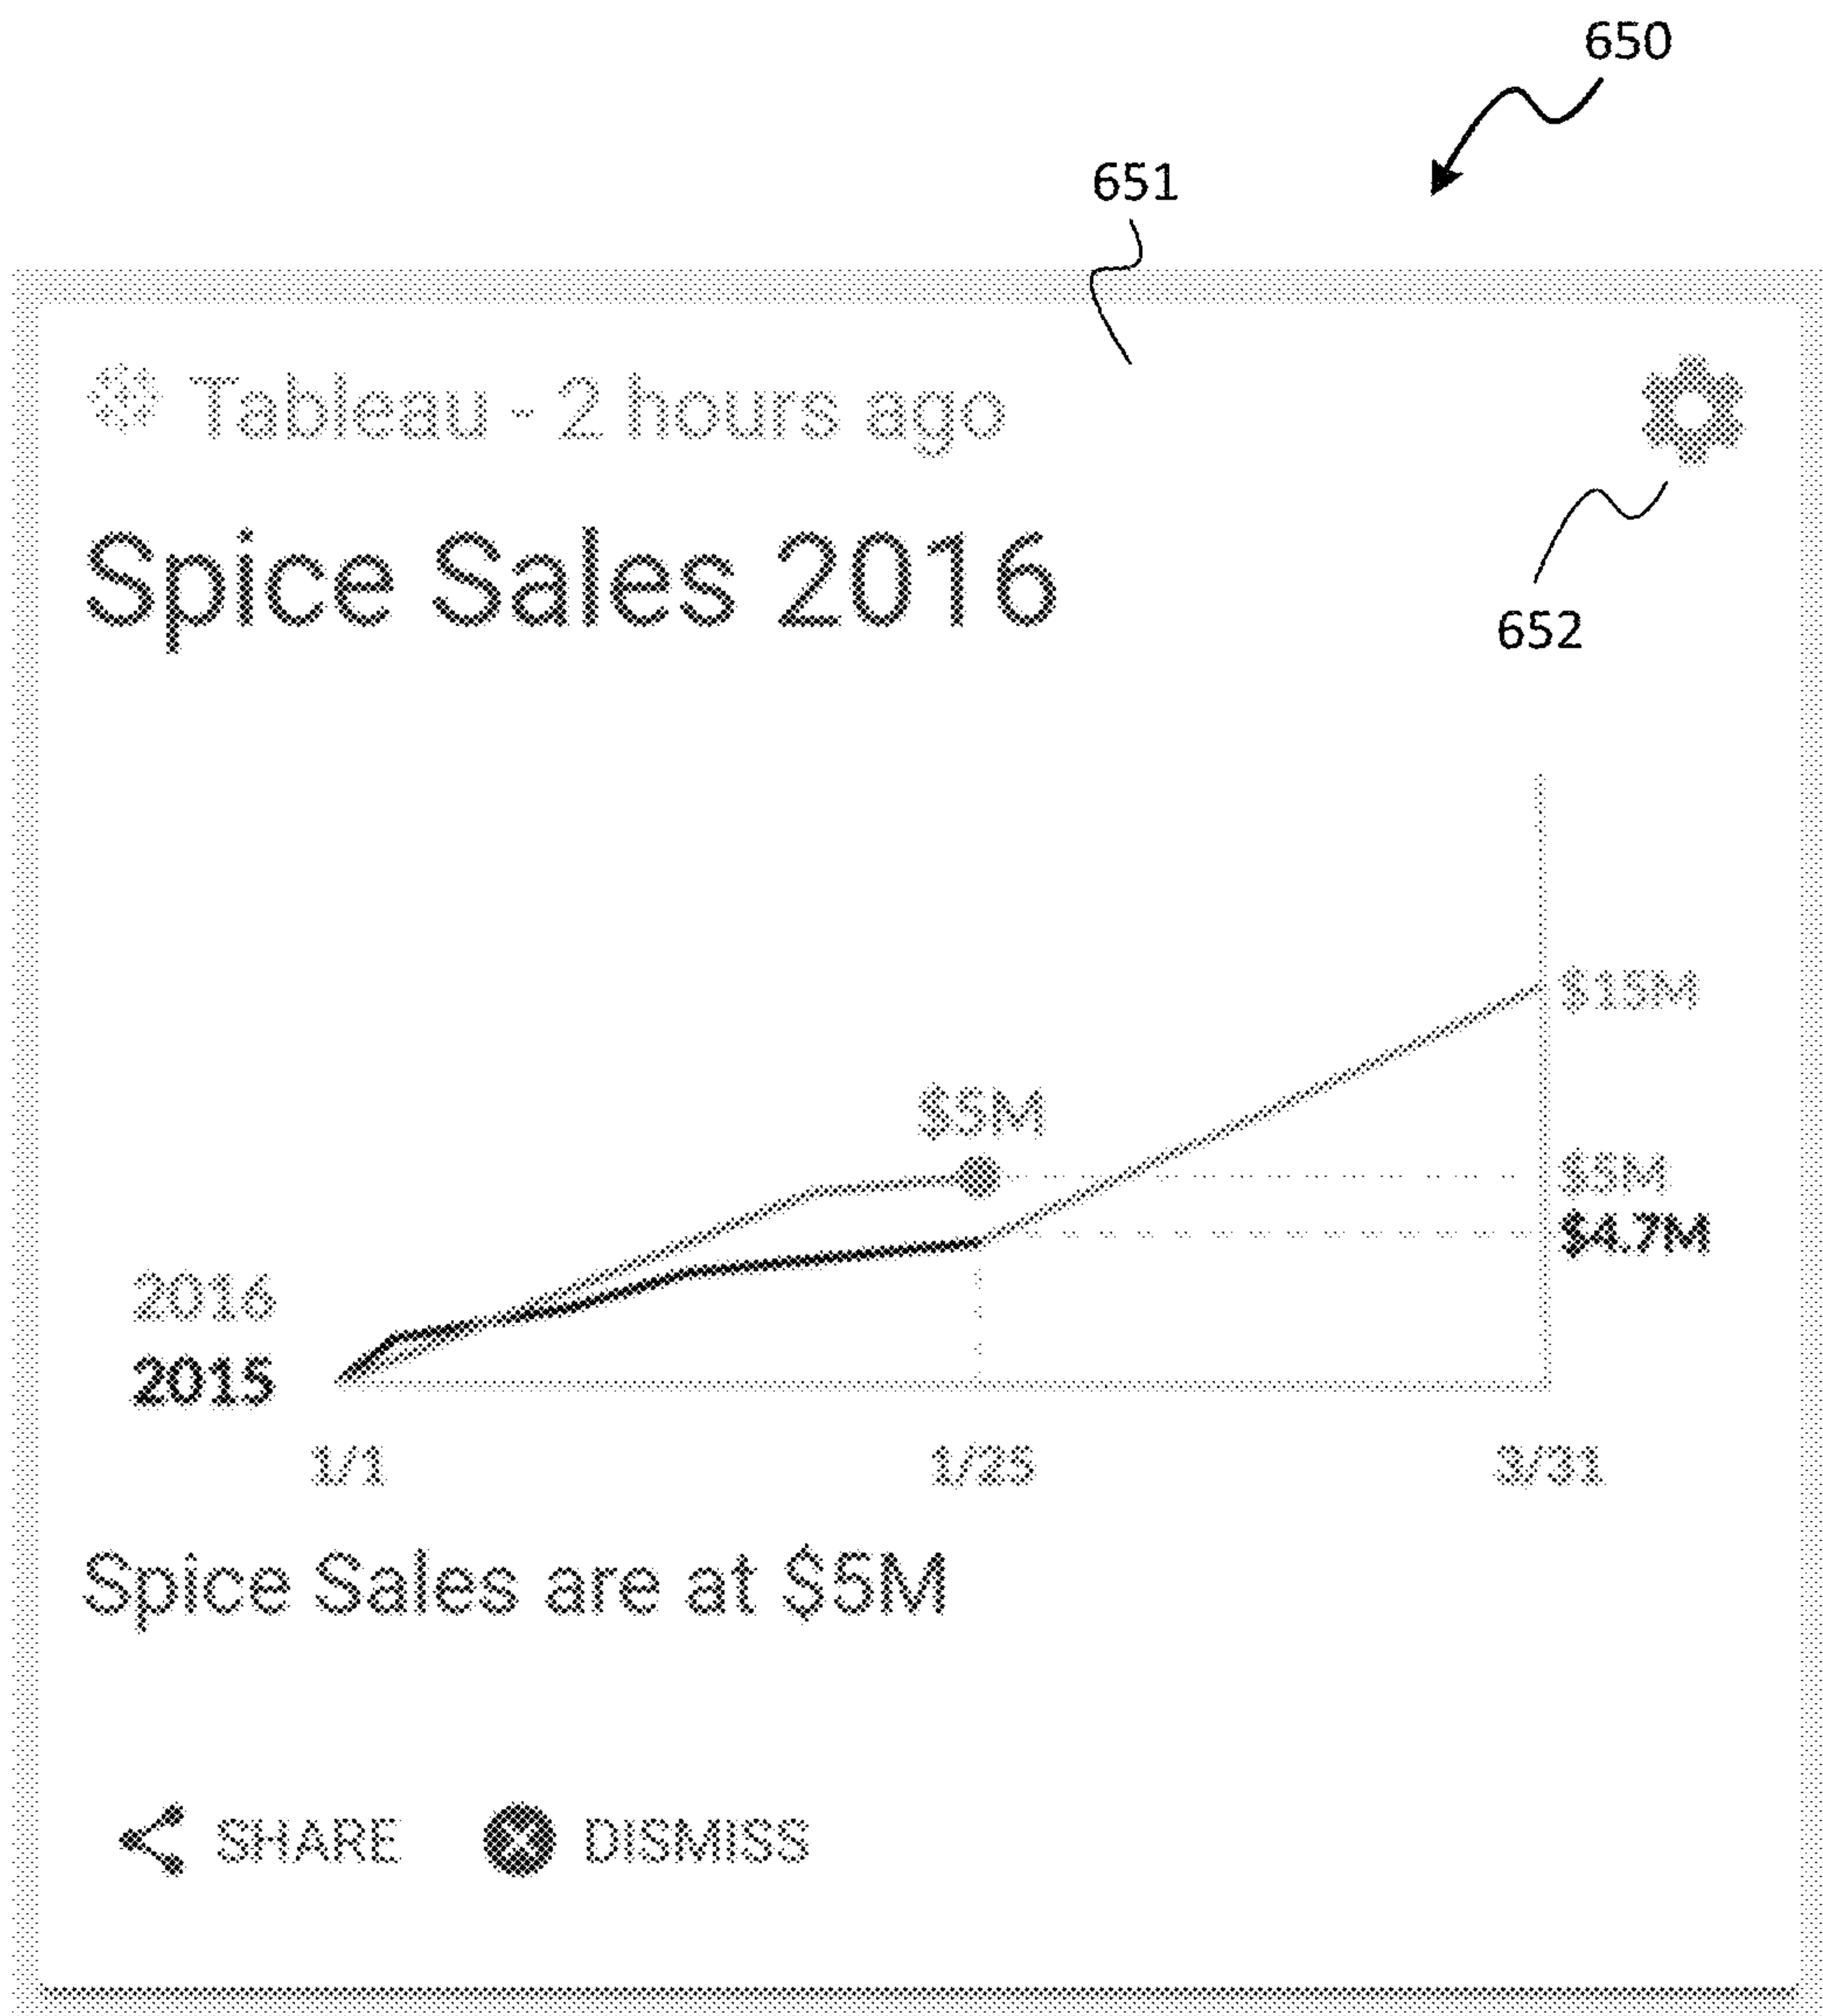 650
651
Tableau - 2 hours ago
Spice Sales 2016
652
$15M
$5M
$5M
$4.7M
2016
2015
1/1 1/25 3/31
Spice Sales are at $5M
SHARE DISMISS